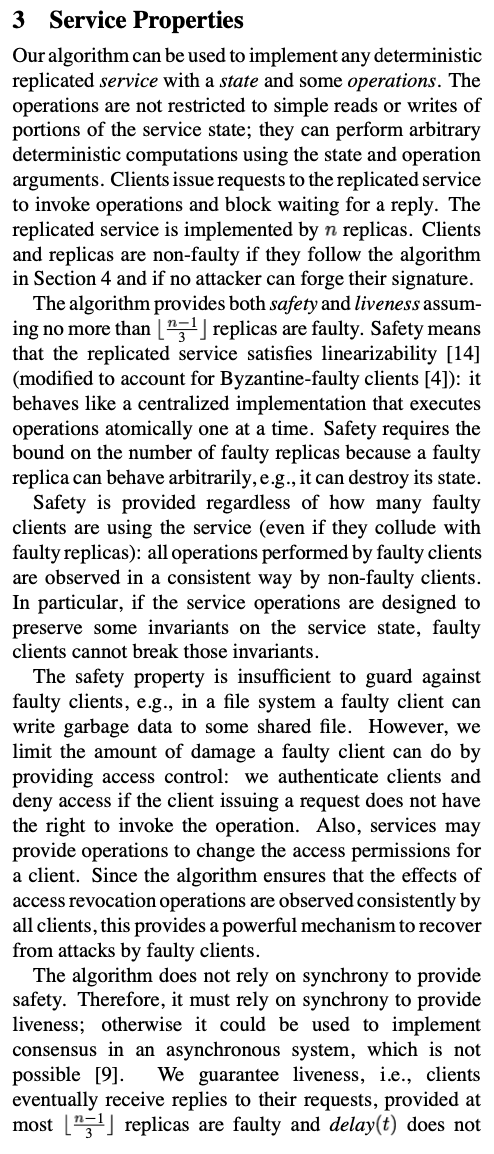 3 Service Properties
Our algorithm can be used to implement any deterministic
replicated service with a state and some operations. The
operations are not restricted to simple reads or writes of
portions of the service state; they can perform arbitrary
deterministic computations using the state and operation
arguments. Clients issue requests to the replicated service
to invoke operations and block waiting for a reply. The
replicated service is implemented by n replicas. Clients
and replicas are non-faulty if they follow the algorithm
in Section 4 and if no attacker can forge their signature.
The algorithm provides both safety and liveness assum-
ing no more than ⌊(n−1)/3⌋ replicas are faulty. Safety means
that the replicated service satisfies linearizability [14]
(modified to account for Byzantine-faulty clients [4]): it
behaves like a centralized implementation that executes
operations atomically one at a time. Safety requires the
bound on the number of faulty replicas because a faulty
replica can behave arbitrarily, e.g., it can destroy its state.
Safety is provided regardless of how many faulty
clients are using the service (even if they collude with
faulty replicas): all operations performed by faulty clients
are observed in a consistent way by non-faulty clients.
In particular, if the service operations are designed to
preserve some invariants on the service state, faulty
clients cannot break those invariants.
The safety property is insufficient to guard against
faulty clients, e.g., in a file system a faulty client can
write garbage data to some shared file. However, we
limit the amount of damage a faulty client can do by
providing access control: we authenticate clients and
deny access if the client issuing a request does not have
the right to invoke the operation. Also, services may
provide operations to change the access permissions for
a client. Since the algorithm ensures that the effects of
access revocation operations are observed consistently by
all clients, this provides a powerful mechanism to recover
from attacks by faulty clients.
The algorithm does not rely on synchrony to provide
safety. Therefore, it must rely on synchrony to provide
liveness; otherwise it could be used to implement
consensus in an asynchronous system, which is not
possible [9]. We guarantee liveness, i.e., clients
eventually receive replies to their requests, provided at
most ⌊(n−1)/3⌋ replicas are faulty and delay(t) does not